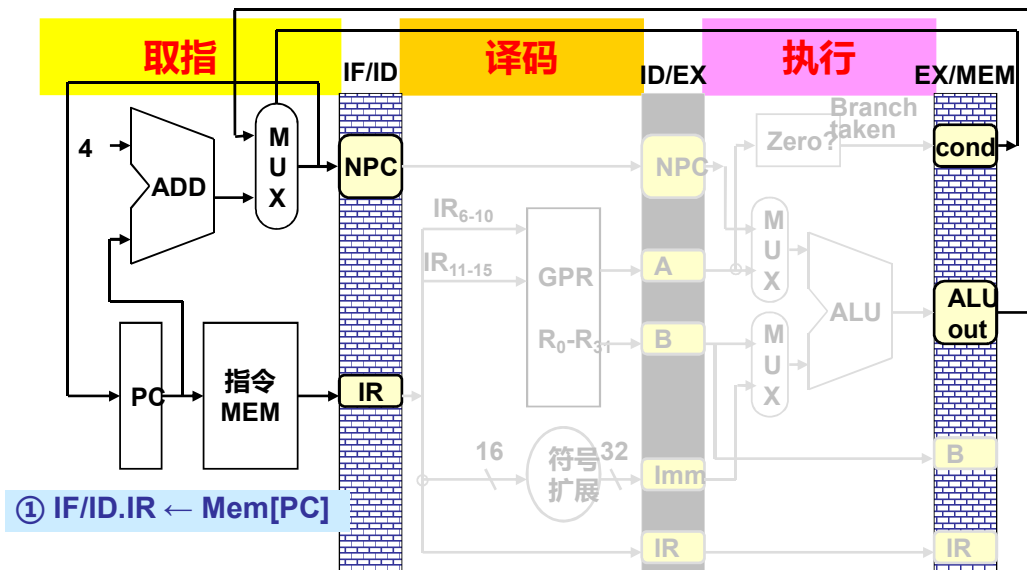 取指
译码
执行
IF/ID
ID/EX
EX/MEM
4
ADD
M
U
X
NPC
NPC
Zero?
Branch
taken
cond
IR6-10
IR11-15
GPR
R0-R31
A
B
M
U
X
M
U
X
ALU
ALU
out
PC
指令
MEM
IR
16
符号
扩展
32
Imm
B
IR
IR
① IF/ID.IR ← Mem[PC]